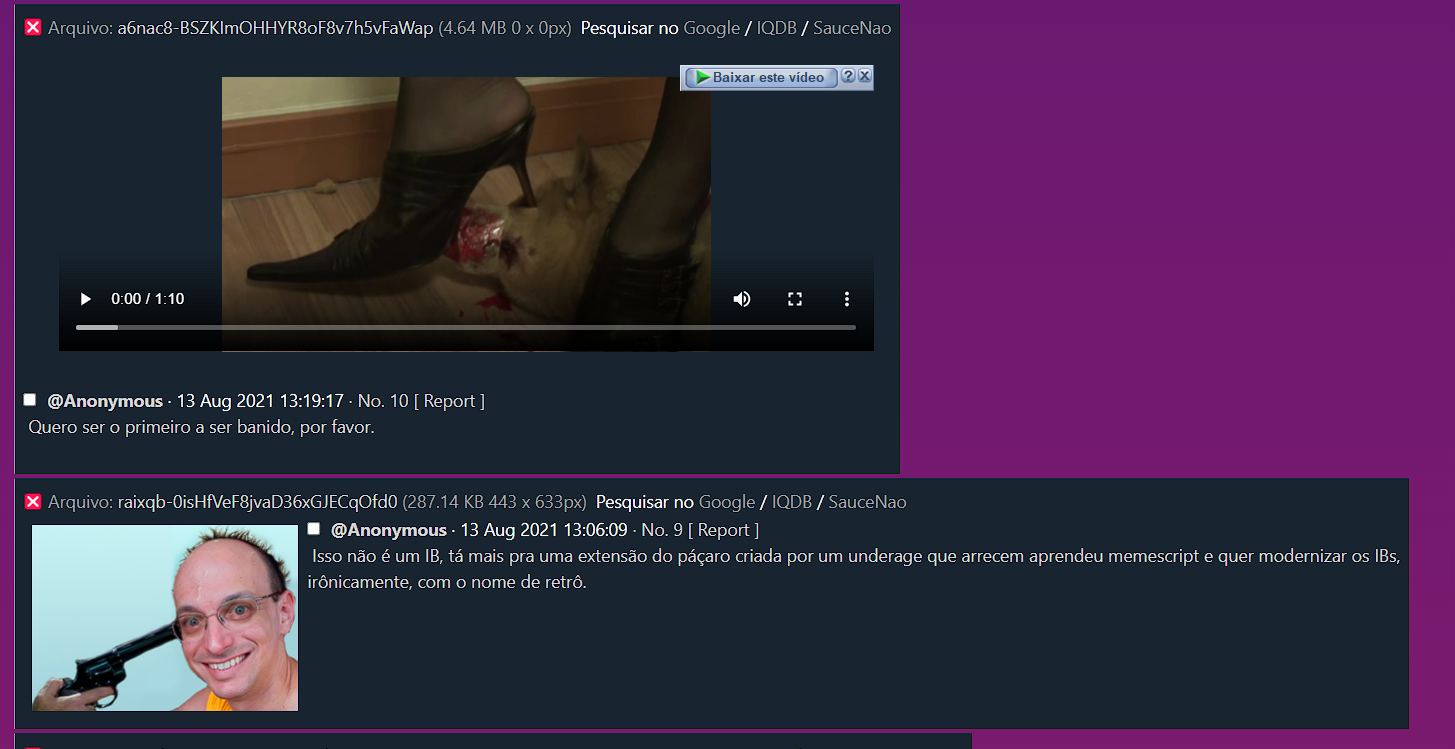 Arquivo: a6nac8-BSZKImOHHYR8oF8v7h5vFaWap (4.64 MB 0 x 0px) Pesquisar no Google / IQDB / SauceNao
Baixar este vídeo ? X
0:00 / 1:10
@Anonymous · 13 Aug 2021 13:19:17 · No. 10 [ Report ]
Quero ser o primeiro a ser banido, por favor.
Arquivo: raixqb-0isHfVeF8jvaD36xGJECqOfd0 (287.14 KB 443 x 633px) Pesquisar no Google / IQDB / SauceNao
@Anonymous · 13 Aug 2021 13:06:09 · No. 9 [ Report ]
Isso não é um IB, tá mais pra uma extensão do páçaro criada por um underage que arrecem aprendeu memescript e quer modernizar os IBs,
irônicamente, com o nome de retrô.